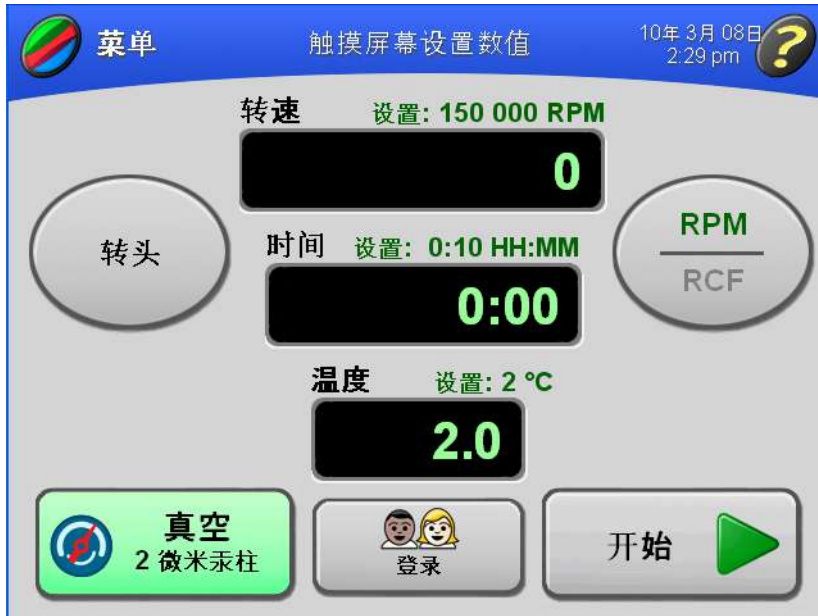 菜单
触摸屏幕设置数值
10年 3月 08日
2:29 pm
?
转速
设置: 150 000 RPM
0
转头
RPM
RCF
时间
设置: 0:10 HH:MM
0:00
温度
设置: 2 °C
2.0
真空
2 微米汞柱
登录
开始